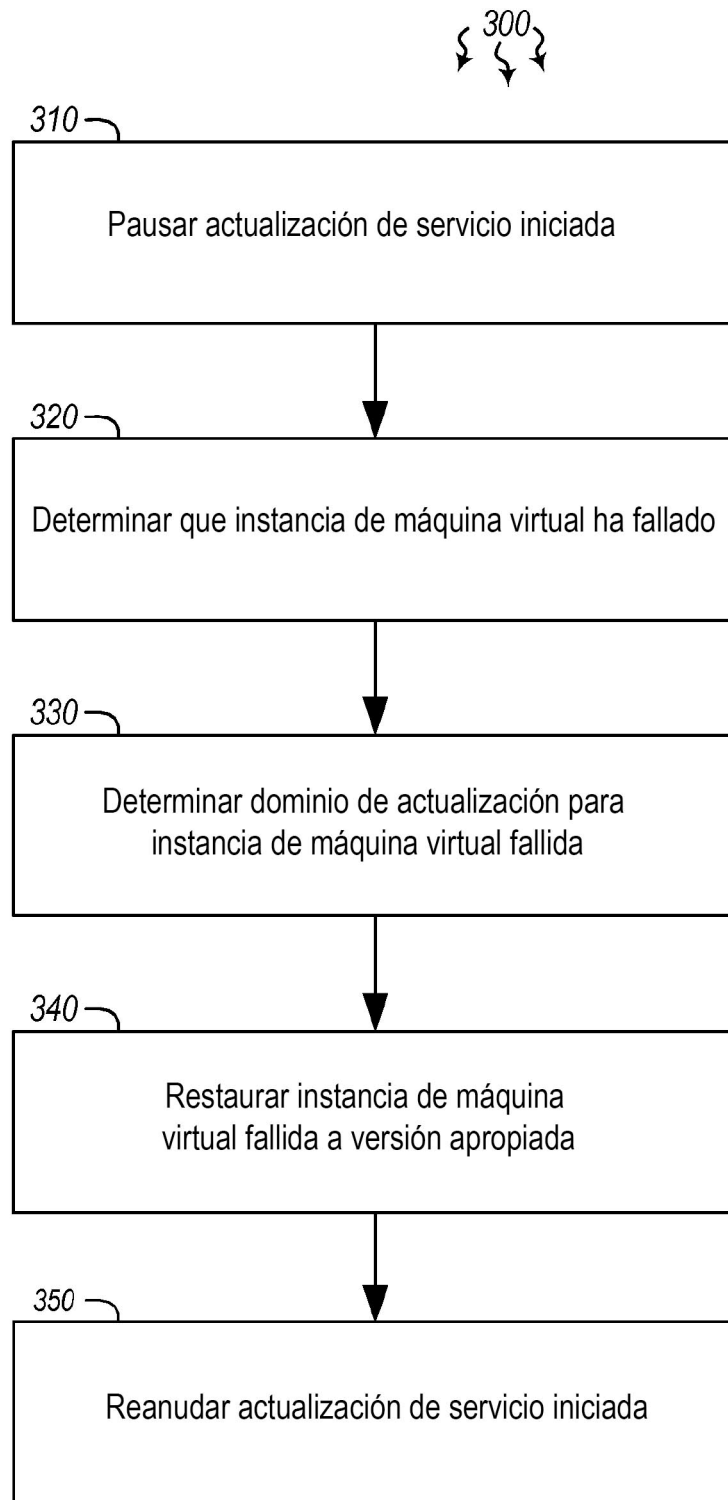 300
310
Pausar actualización de servicio iniciada
320
Determinar que instancia de máquina virtual ha fallado
330
Determinar dominio de actualización para
instancia de máquina virtual fallida
340
Restaurar instancia de máquina
virtual fallida a versión apropiada
350
Reanudar actualización de servicio iniciada